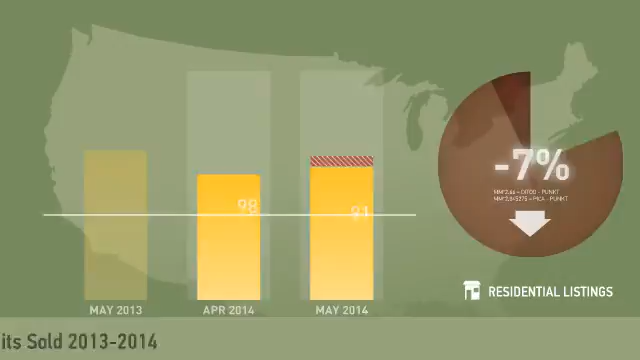 98
91
-7%
MAY 2013
APR 2014
MAY 2014
RESIDENTIAL LISTINGS
its Sold 2013-2014